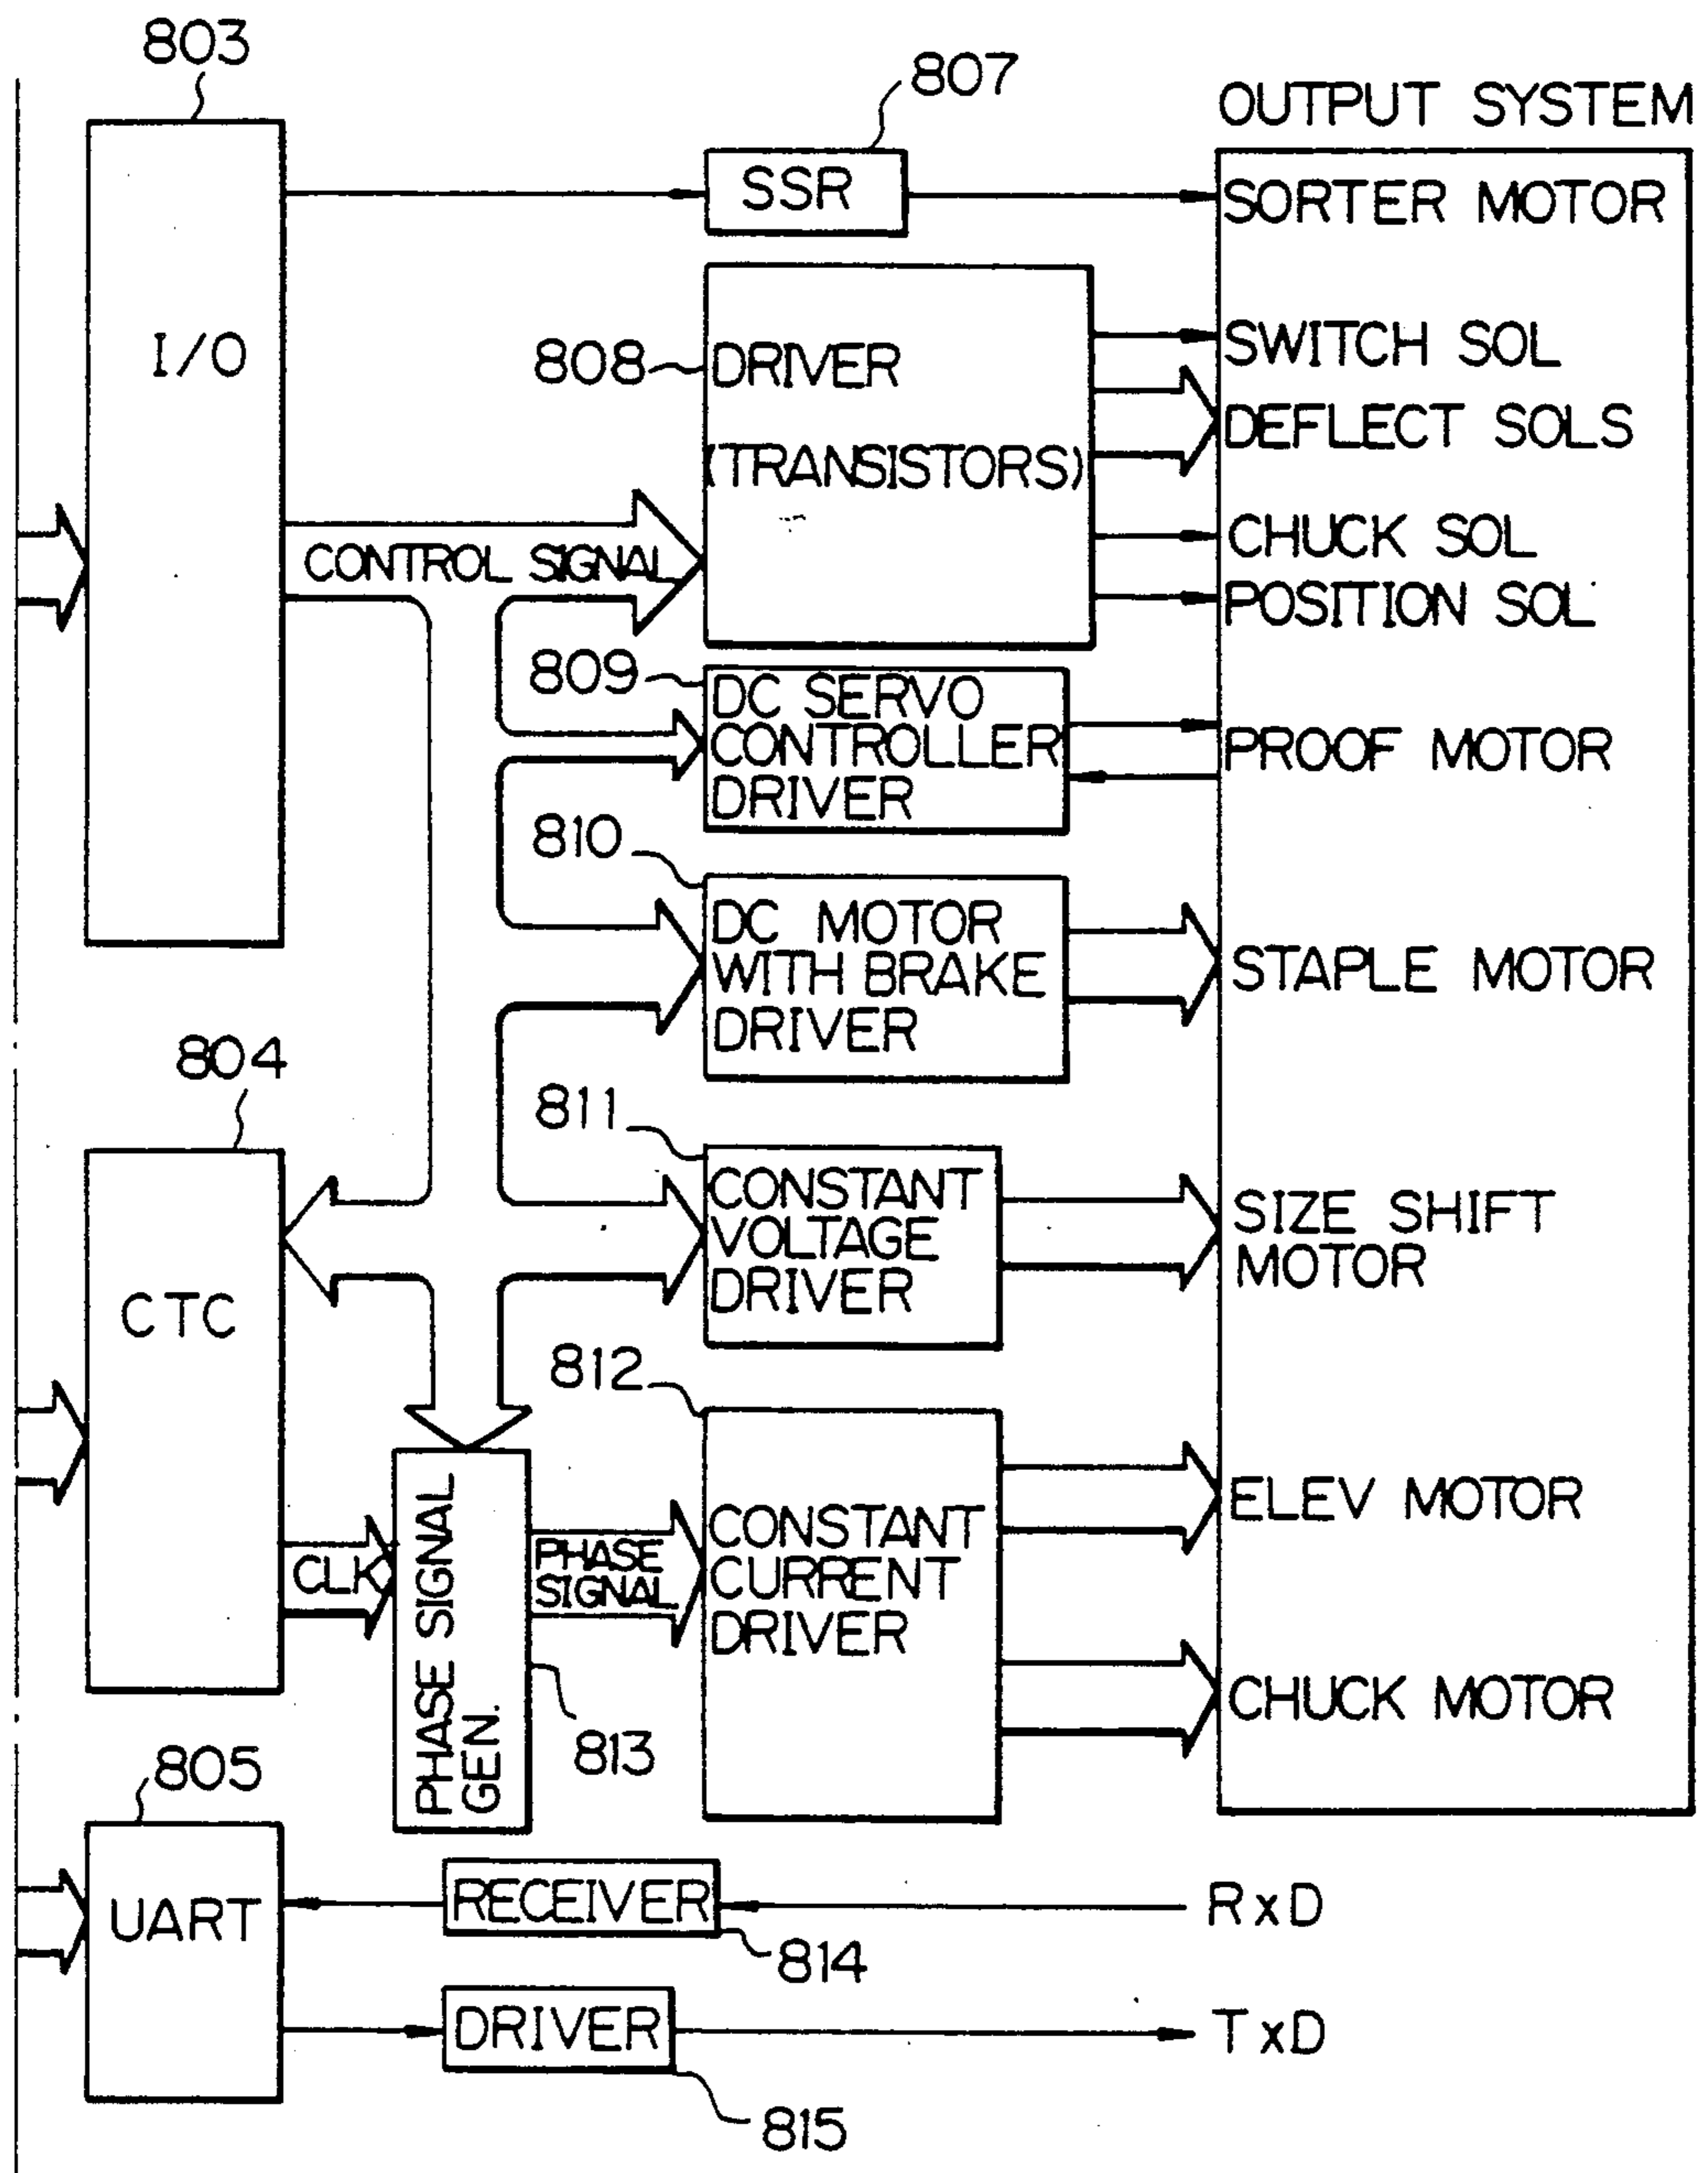 803
807
OUTPUT SYSTEM
SSR
SORTER MOTOR
I/O
808
DRIVER
(TRANSISTORS)
SWITCH SOL
DEFLECT SOLS
CHUCK SOL
POSITION SOL
CONTROL SIGNAL
809
DC SERVO
CONTROLLER
DRIVER
PROOF MOTOR
810
DC MOTOR
WITH BRAKE
DRIVER
STAPLE MOTOR
804
811
CONSTANT
VOLTAGE
DRIVER
SIZE SHIFT
MOTOR
CTC
812
CONSTANT
CURRENT
DRIVER
ELEV MOTOR
CHUCK MOTOR
CLK
PHASE SIGNAL
GEN.
PHASE
SIGNAL
813
805
UART
RECEIVER
RxD
814
DRIVER
TxD
815